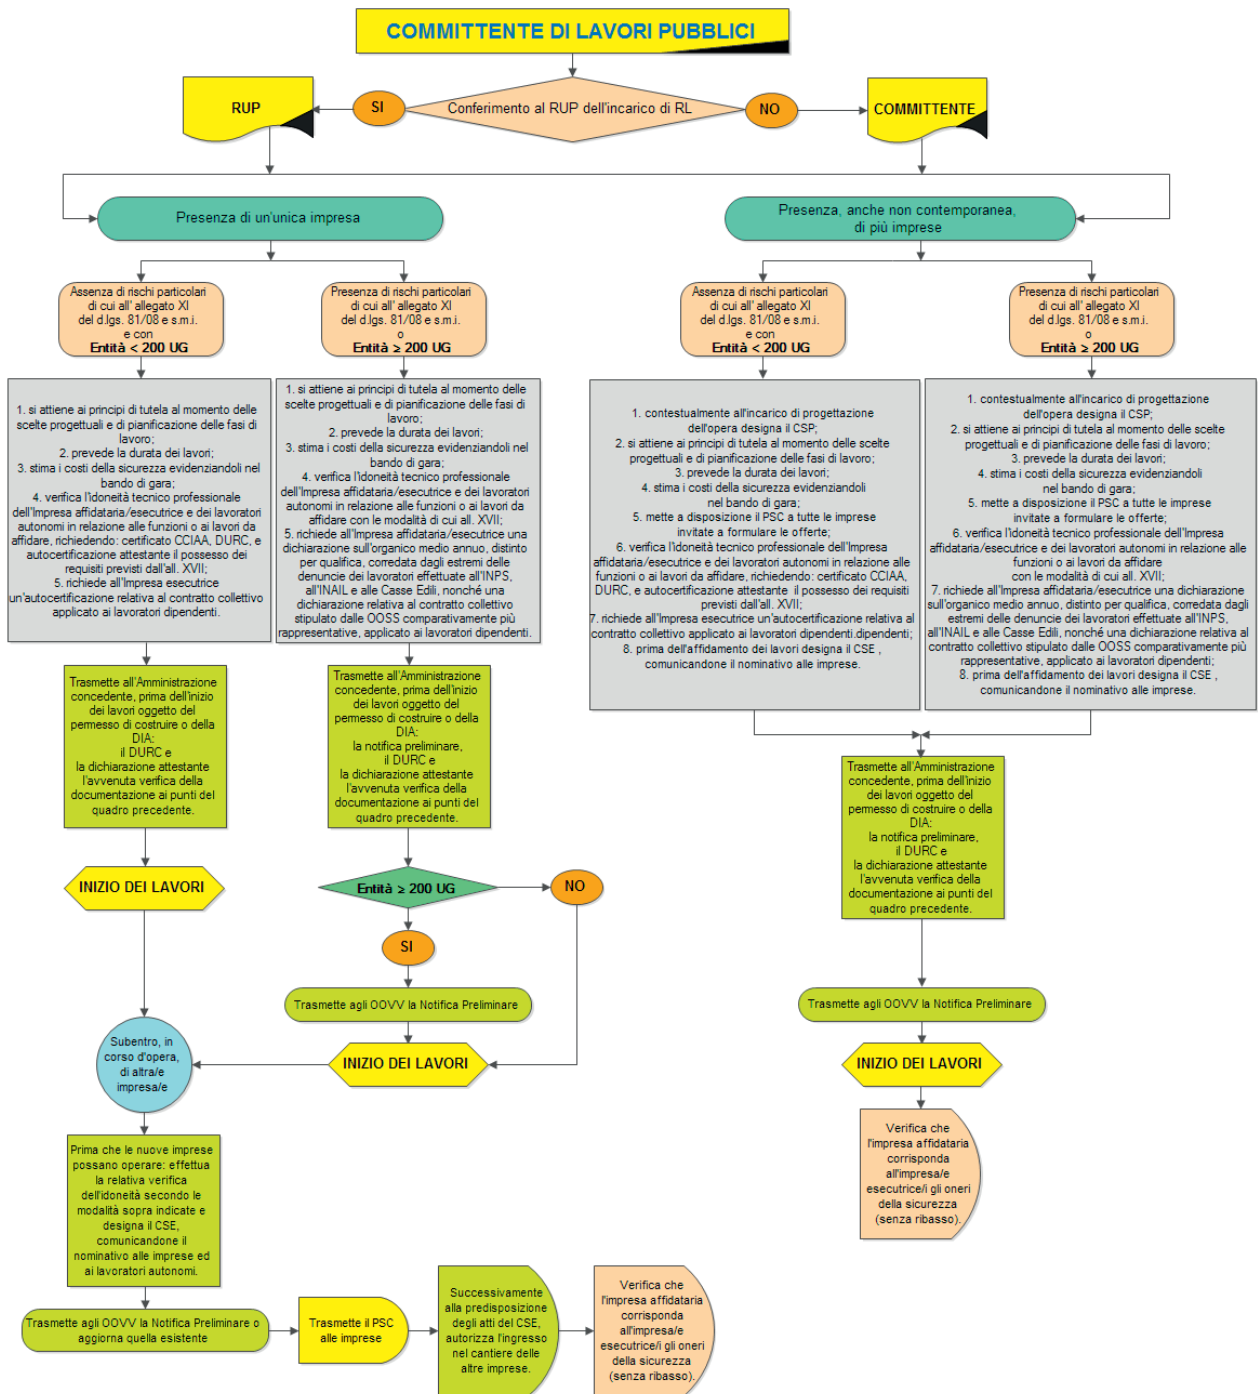 COMMITTENTE DI LAVORI PUBBLICI
RUP
SI
Conferimento al RUP dell'incarico di RL
NO
COMMITTENTE
Presenza di un'unica impresa
Presenza, anche non contemporanea,
di più imprese
Assenza di rischi particolari
di cui all' allegato XI
del d.lgs. 81/08 e s.m.i.
e con
Entità < 200 UG
Presenza di rischi particolari
di cui all' allegato XI
del d.lgs. 81/08 e s.m.i.
o
Entità ≥ 200 UG
Assenza di rischi particolari
di cui all' allegato XI
del d.lgs. 81/08 e s.m.i.
e con
Entità < 200 UG
Presenza di rischi particolari
di cui all' allegato XI
del d.lgs. 81/08 e s.m.i.
o
Entità ≥ 200 UG
1. si attiene ai principi di tutela al momento delle
scelte progettuali e di pianificazione delle fasi di
lavoro;
2. prevede la durata dei lavori;
3. stima i costi della sicurezza evidenziandoli nel
bando di gara;
4. verifica l'idoneità tecnico professionale
dell'Impresa affidataria/esecutrice e dei lavoratori
autonomi in relazione alle funzioni o ai lavori da
affidare, richiedendo: certificato CCIAA, DURC, e
autocertificazione attestante il possesso dei
requisiti previsti dall'all. XVII;
5. richiede all'Impresa esecutrice
un'autocertificazione relativa al contratto collettivo
applicato ai lavoratori dipendenti.
1. si attiene ai principi di tutela al momento delle
scelte progettuali e di pianificazione delle fasi di
lavoro;
2. prevede la durata dei lavori;
3. stima i costi della sicurezza evidenziandoli nel
bando di gara;
4. verifica l'idoneità tecnico professionale
dell'Impresa affidataria/esecutrice e dei lavoratori
autonomi in relazione alle funzioni o ai lavori da
affidare con le modalità di cui all. XVII;
5. richiede all'Impresa affidataria/esecutrice una
dichiarazione sull'organico medio annuo, distinto
per qualifica, corredata dagli estremi delle
denuncie dei lavoratori effettuate all'INPS,
all'INAIL e alle Casse Edili, nonché una
dichiarazione relativa al contratto collettivo
stipulato dalle OOSS comparativamente più
rappresentative, applicato ai lavoratori dipendenti.
1. contestualmente all'incarico di progettazione
dell'opera designa il CSP;
2. si attiene ai principi di tutela al momento delle scelte
progettuali e di pianificazione delle fasi di lavoro;
3. prevede la durata dei lavori;
4. stima i costi della sicurezza evidenziandoli
nel bando di gara;
5. mette a disposizione il PSC a tutte le imprese
invitate a formulare le offerte;
6. verifica l'idoneità tecnico professionale dell'Impresa
affidataria/esecutrice e dei lavoratori autonomi in relazione alle
funzioni o ai lavori da affidare, richiedendo: certificato CCIAA,
DURC, e autocertificazione attestante il possesso dei requisiti
previsti dall'all. XVII;
7. richiede all'Impresa esecutrice un'autocertificazione relativa al
contratto collettivo applicato ai lavoratori dipendenti.dipendenti;
8. prima dell'affidamento dei lavori designa il CSE ,
comunicandone il nominativo alle imprese.
1. contestualmente all'incarico di progettazione
dell'opera designa il CSP;
2. si attiene ai principi di tutela al momento delle scelte
progettuali e di pianificazione delle fasi di lavoro;
3. prevede la durata dei lavori;
4. stima i costi della sicurezza evidenziandoli
nel bando di gara;
5. mette a disposizione il PSC a tutte le imprese
invitate a formulare le offerte;
6. verifica l'idoneità tecnico professionale dell'Impresa
affidataria/esecutrice e dei lavoratori autonomi in relazione alle
funzioni o ai lavori da affidare
con le modalità di cui all. XVII;
7. richiede all'Impresa affidataria/esecutrice una dichiarazione
sull'organico medio annuo, distinto per qualifica, corredata dagli
estremi delle denuncie dei lavoratori effettuate all'INPS,
all'INAIL e alle Casse Edili, nonché una dichiarazione relativa al
contratto collettivo stipulato dalle OOSS comparativamente più
rappresentative, applicato ai lavoratori dipendenti;
8. prima dell'affidamento dei lavori designa il CSE ,
comunicandone il nominativo alle imprese.
Trasmette all'Amministrazione
concedente, prima dell'inizio
dei lavori oggetto del
permesso di costruire o della
DIA:
il DURC e
la dichiarazione attestante
l'avvenuta verifica della
documentazione ai punti del
quadro precedente.
Trasmette all'Amministrazione
concedente, prima dell'inizio
dei lavori oggetto del
permesso di costruire o della
DIA:
la notifica preliminare,
il DURC e
la dichiarazione attestante
l'avvenuta verifica della
documentazione ai punti del
quadro precedente.
Trasmette all'Amministrazione
concedente, prima dell'inizio
dei lavori oggetto del
permesso di costruire o della
DIA:
la notifica preliminare,
il DURC e
la dichiarazione attestante
l'avvenuta verifica della
documentazione ai punti del
quadro precedente.
INIZIO DEI LAVORI
Entità ≥ 200 UG
NO
SI
Trasmette agli OOVV la Notifica Preliminare
Trasmette agli OOVV la Notifica Preliminare
Subentro, in
corso d'opera,
di altra/e
impresa/e
INIZIO DEI LAVORI
INIZIO DEI LAVORI
Verifica che
l'impresa affidataria
corrisponda
all'impresa/e
esecutrice/i gli oneri
della sicurezza
(senza ribasso).
Prima che le nuove imprese
possano operare: effettua
la relativa verifica
dell'idoneità secondo le
modalità sopra indicate e
designa il CSE,
comunicandone il
nominativo alle imprese ed
ai lavoratori autonomi.
Trasmette agli OOVV la Notifica Preliminare o
aggiorna quella esistente
Trasmette il PSC
alle imprese
Successivamente
alla predisposizione
degli atti del CSE,
autorizza l'ingresso
nel cantiere delle
altre imprese.
Verifica che
l'impresa affidataria
corrisponda
all'impresa/e
esecutrice/i gli oneri
della sicurezza
(senza ribasso).